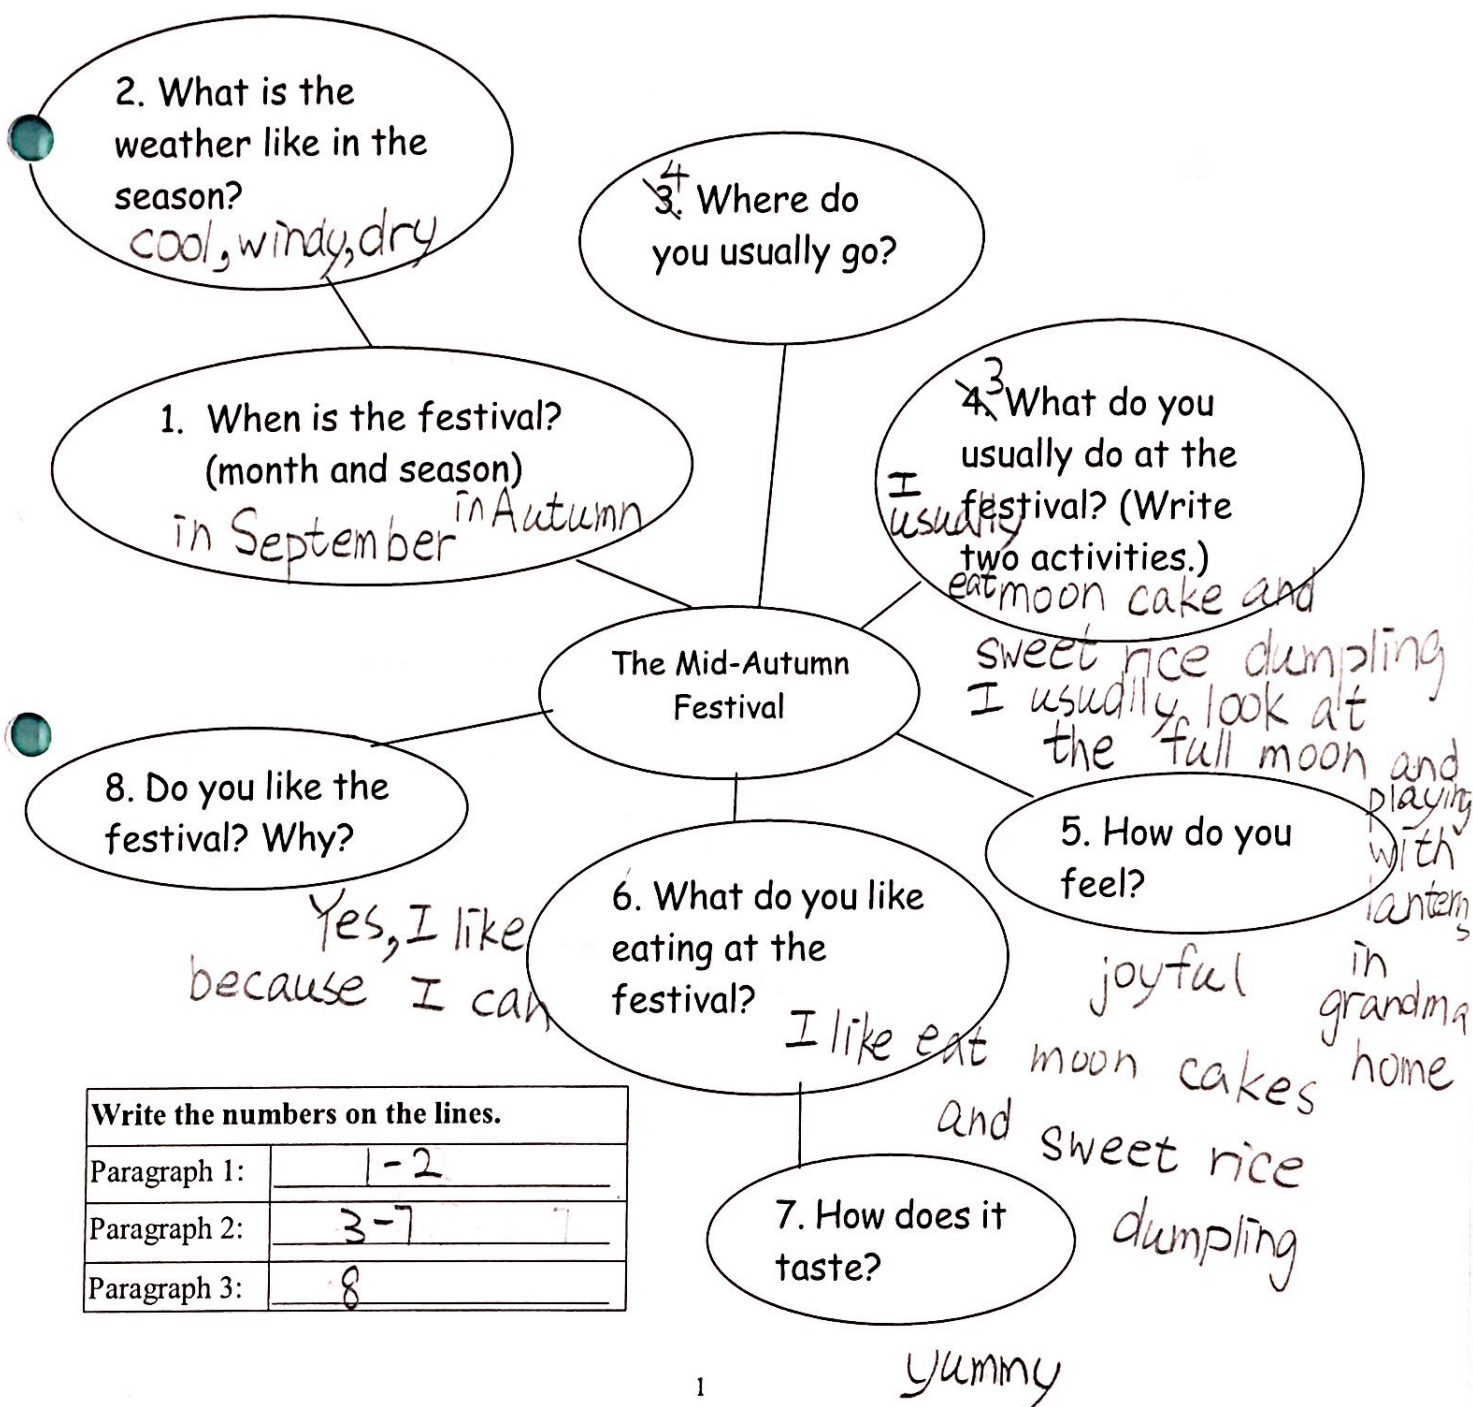 2. What is the
weather like in the
season?
cool, windy, dry
4
3. Where do
you usually go?
1. When is the festival?
(month and season)
in September in Autumn
3
4. What do you
usually do at the
festival? (Write
two activities.)
I
usually
eat moon cake and
sweet rice dumpling
I usually look at
the full moon and
playing
with
lanterns
in
grandma
home
The Mid-Autumn
Festival
8. Do you like the
festival? Why?
Yes, I like
because I can
5. How do you
feel?
joyful
6. What do you like
eating at the
festival?
I like eat moon cakes
and sweet rice
dumpling
7. How does it
taste?
yummy
Write the numbers on the lines.
Paragraph 1: 1-2
Paragraph 2: 3-7
Paragraph 3: 8
1